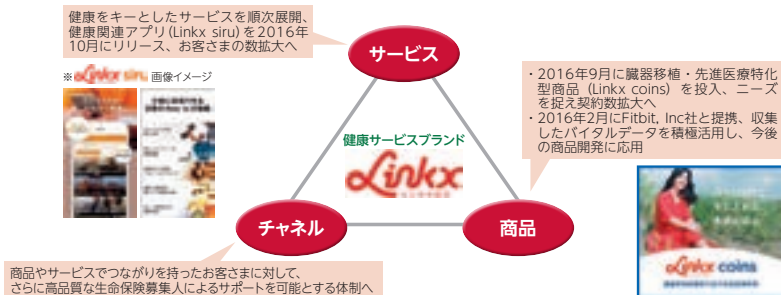 健康をキーとしたサービスを順次展開、
健康関連アプリ(Linkx siru)を2016年
10月にリリース、お客さまの数拡大へ
※Linkx siru 画像イメージ
サービス
・2016年9月に臓器移植・先進医療特化
型商品（Linkx coins）を投入、ニーズ
を捉え契約数拡大へ
・2016年2月にFitbit, Inc社と提携、収集
したバイタルデータを積極活用し、今後
の商品開発に応用
健康サービスブランド
Linkx
チャネル
商品
Linkx coins
商品やサービスでつながりを持ったお客さまに対して、
さらに高品質な生命保険募集人によるサポートを可能とする体制へ